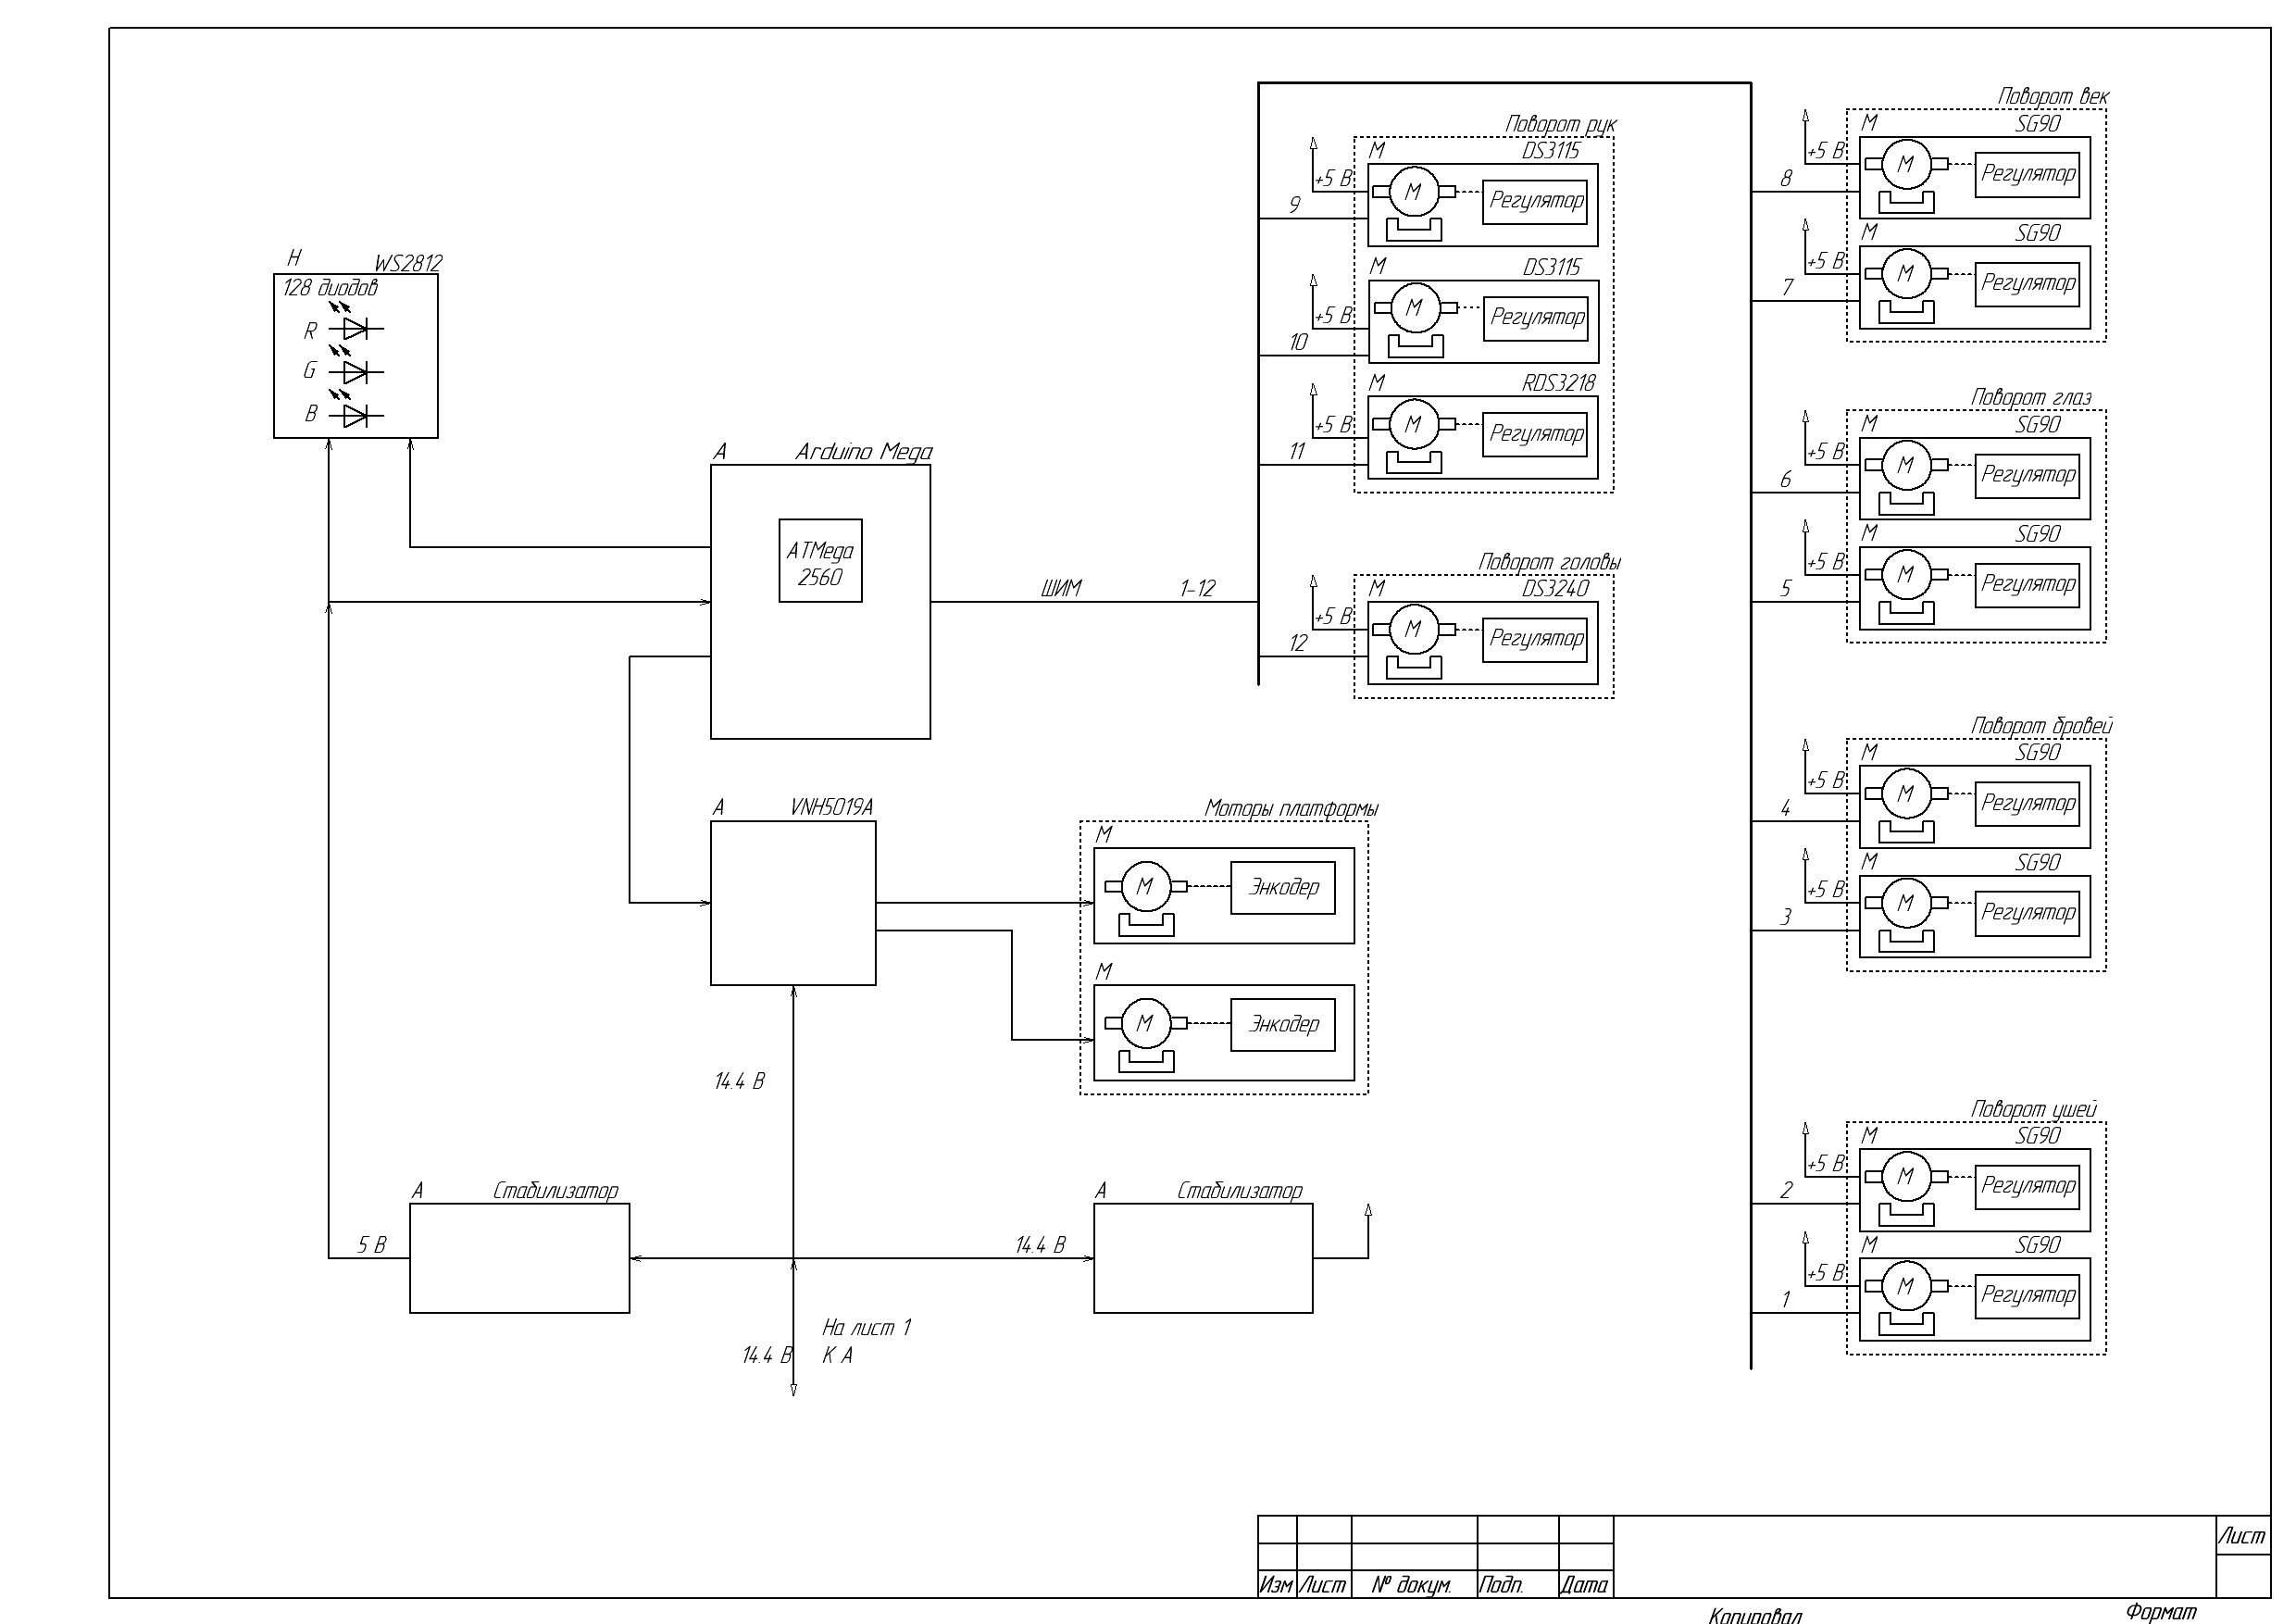 H WS2812
128 диодов
R
G
B
A Arduino Mega
ATMega
2560
ШИМ 1-12
A VNH5019A
Моторы платформы
M
M Энкодер
M
M Энкодер
14.4 В
A Стабилизатор
5 В
14.4 В
A Стабилизатор
14.4 В
На лист 1
К А
Поворот рук
M DS3115
+5 В
M Регулятор
9
M DS3115
+5 В
M Регулятор
10
M RDS3218
+5 В
M Регулятор
11
Поворот головы
M DS3240
+5 В
M Регулятор
12
Поворот век
M SG90
+5 В
M Регулятор
8
M SG90
+5 В
M Регулятор
7
Поворот глаз
M SG90
+5 В
M Регулятор
6
M SG90
+5 В
M Регулятор
5
Поворот бровей
M SG90
+5 В
M Регулятор
4
M SG90
+5 В
M Регулятор
3
Поворот ушей
M SG90
+5 В
M Регулятор
2
M SG90
+5 В
M Регулятор
1
Изм Лист № докум. Подп. Дата
Лист
Копировал
Формат